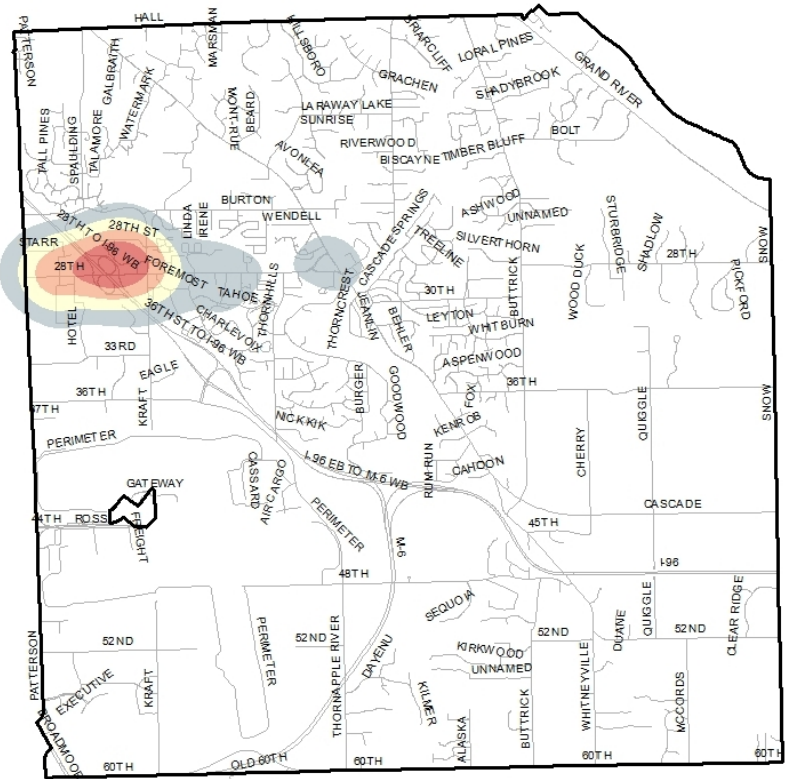 HALL
PATTERSON
MARSMAN
HILLSBORO
BRIARCLIFF
LORAL PINES
GRAND RIVER
GALBRAITH
WATERMARK
GRACHEN
SHADYBROOK
MONT-RUE
BEARD
LARAWAY LAKE
SUNRISE
TALL PINES
SPAULDING
TALAMORE
AVONLEA
RIVERWOOD
BISCAYNE
TIMBER BLUFF
BOLT
BURTON
WENDELL
LINDA
IRENE
CASCADE SPRINGS
ASHWOOD
UNNAMED
STURBRIDGE
SHADLOW
SNOW
28TH TO I-96 WB
28TH ST
STARR
TREELINE
SILVERTHORN
28TH
28TH
FOREMOST
TAHOE
THORNHILLS
THORNCREST
30TH
BUTTRICK
WOOD DUCK
PICKFORD
36TH ST TO I-96 WB
CHARLEVOIX
JEANLIN
BEHLER
LEYTON
WHITBURN
HOTEL
33RD
ASPENWOOD
EAGLE
36TH
KRAFT
BURGER
GOODWOOD
FOX
36TH
QUIGGLE
SNOW
37TH
NICKKIK
KENROB
PERIMETER
CHERRY
CASSARD
AIR CARGO
I-96 EB TO M-6 WB
RUM RUN
CAHOON
GATEWAY
44TH
ROSS
FREIGHT
PERIMETER
M-6
45TH
CASCADE
I-96
48TH
SEQUOIA
DUANE
QUIGGLE
CLEAR RIDGE
PATTERSON
52ND
PERIMETER
52ND
THORNAPPLE RIVER
DAYENU
KIRKWOOD
UNNAMED
52ND
52ND
EXECUTIVE
KRAFT
KILMER
ALASKA
BUTTRICK
WHITNEYVILLE
MCCORDS
BROADMOOR
60TH
OLD 60TH
60TH
60TH
60TH